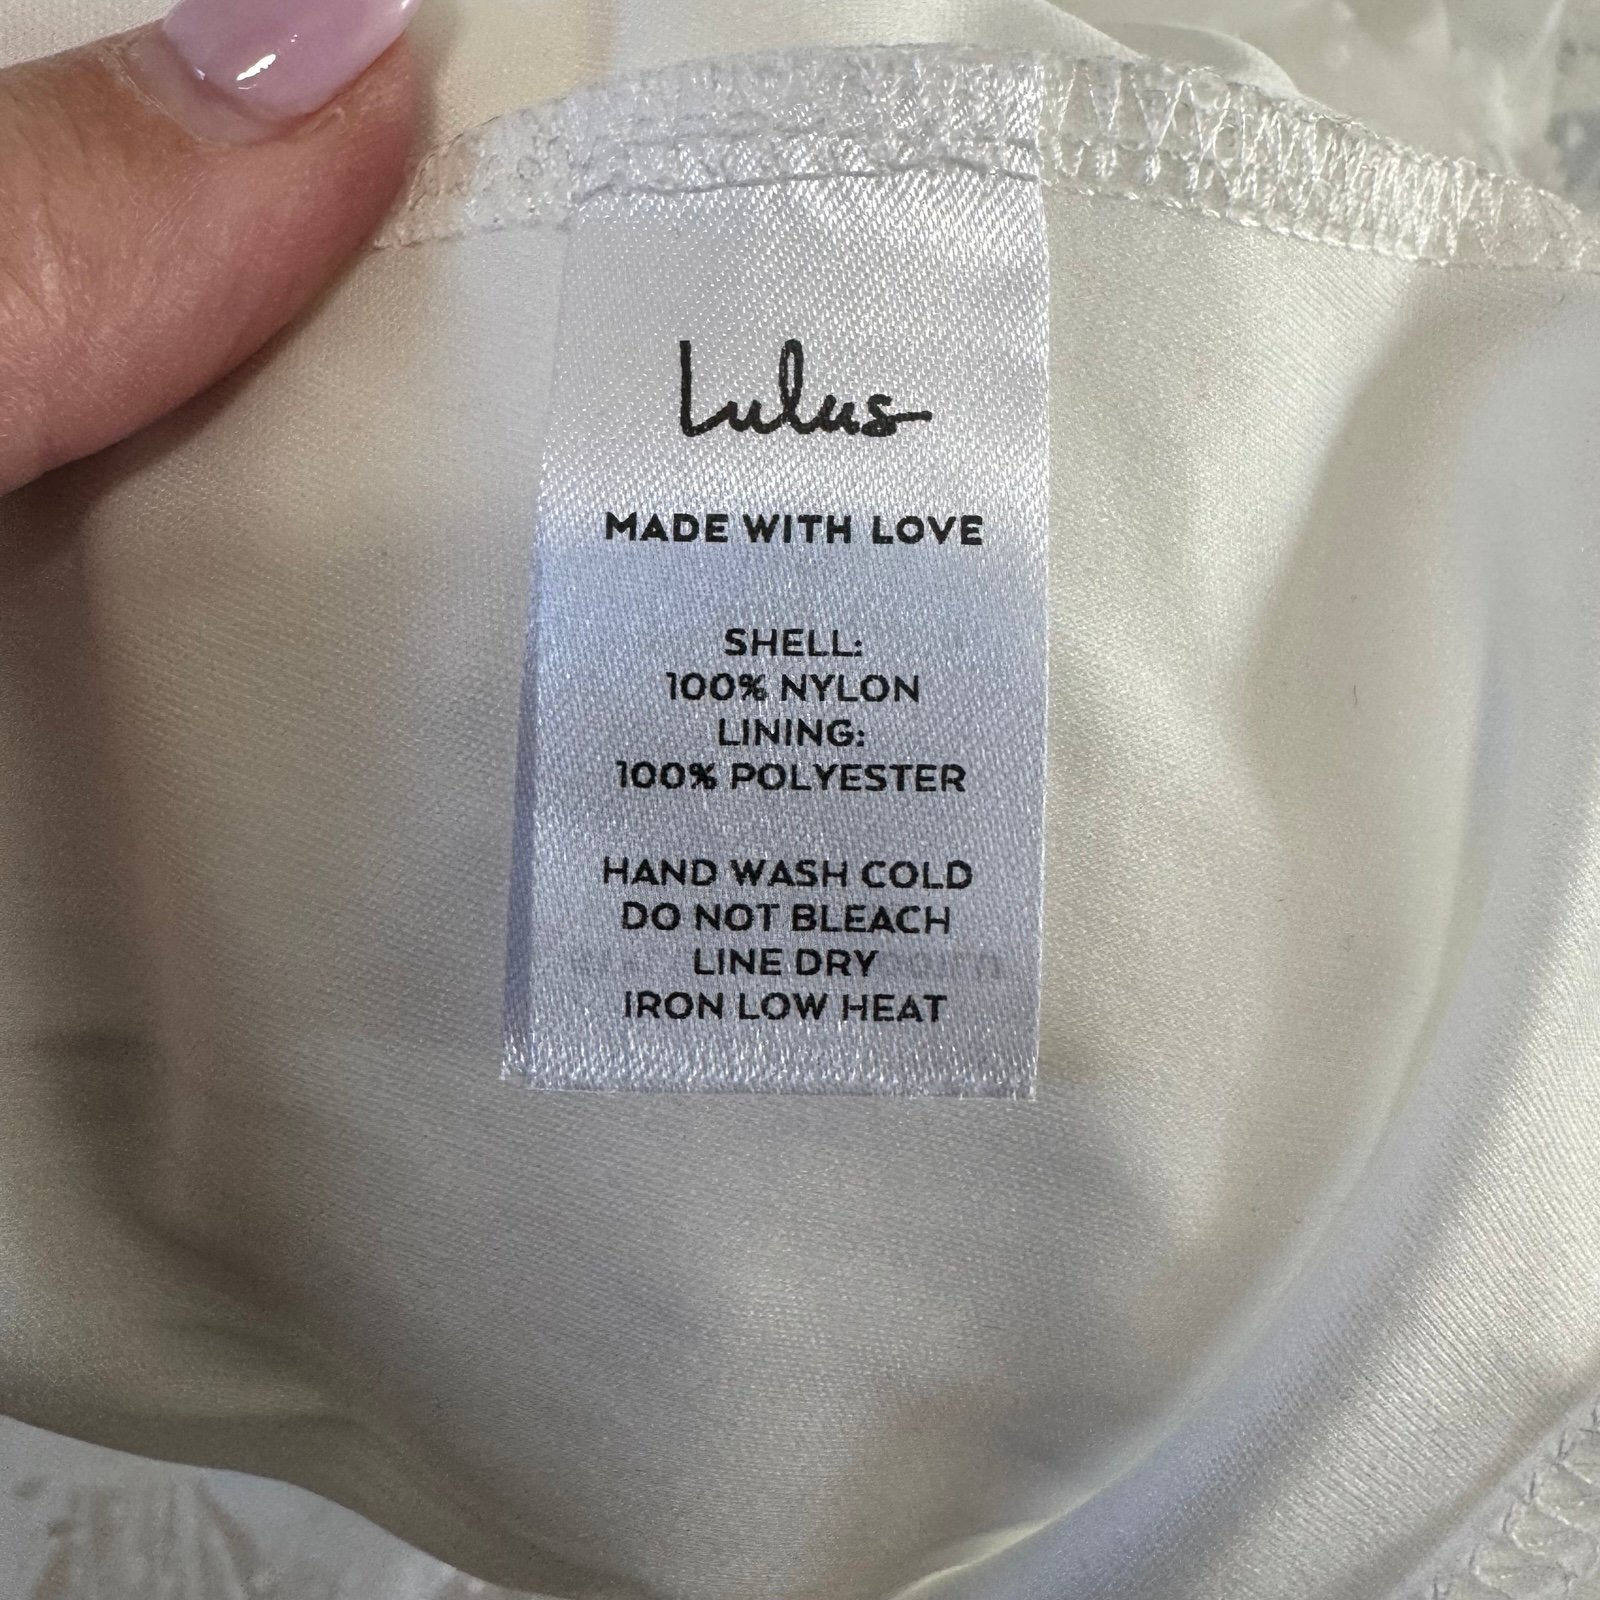 Lulus
MADE WITH LOVE
SHELL:
100% NYLON
LINING:
100% POLYESTER
HAND WASH COLD
DO NOT BLEACH
LINE DRY
IRON LOW HEAT